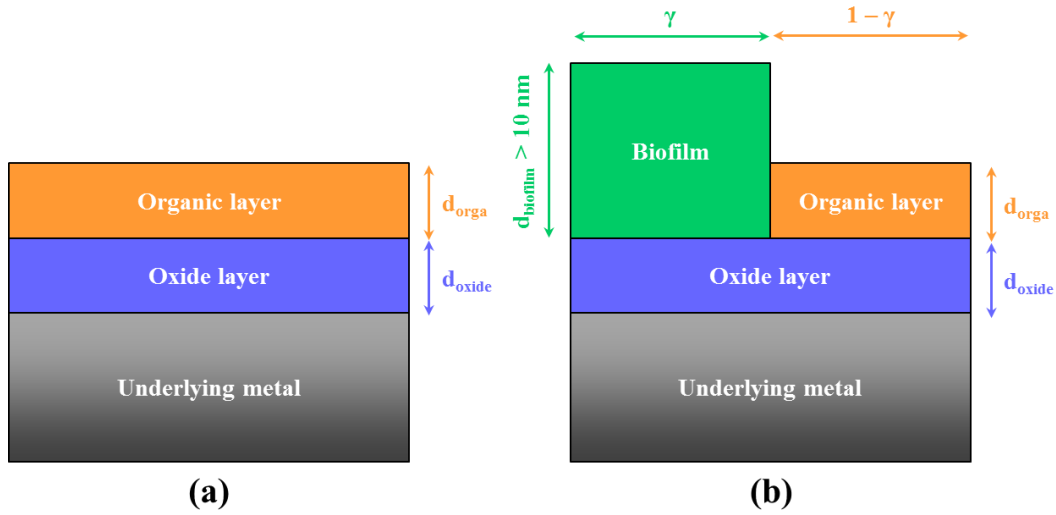 Organic layer
d_orga
Oxide layer
d_oxide
Underlying metal
(a)
γ
1 – γ
d_biofilm > 10 nm
Biofilm
Organic layer
d_orga
Oxide layer
d_oxide
Underlying metal
(b)